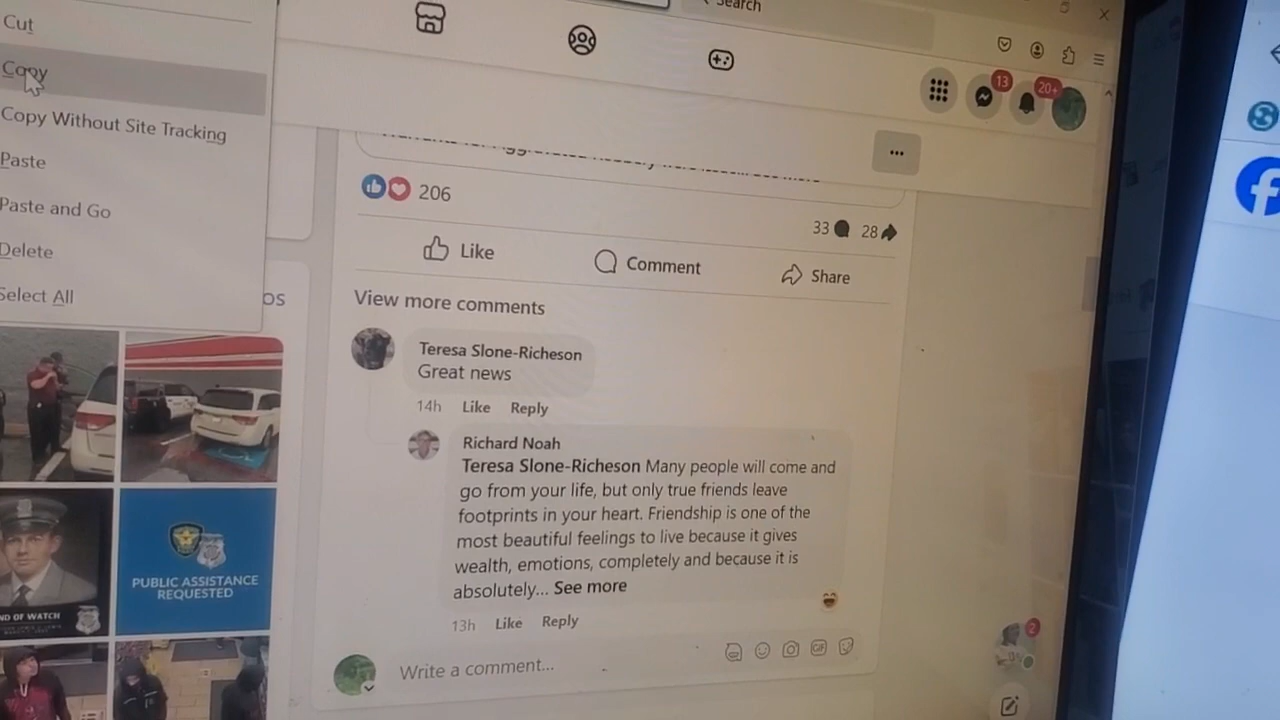 Search
Cut
Copy
Copy Without Site Tracking
Paste
Paste and Go
Delete
Select All
13
20+
206
33
28
Like
Comment
Share
View more comments
Teresa Slone-Richeson
Great news
14h Like Reply
Richard Noah
Teresa Slone-Richeson Many people will come and
go from your life, but only true friends leave
footprints in your heart. Friendship is one of the
most beautiful feelings to live because it gives
wealth, emotions, completely and because it is
absolutely... See more
13h Like Reply
Write a comment...
GIF
2
os
PUBLIC ASSISTANCE
REQUESTED
ND OF WATCH